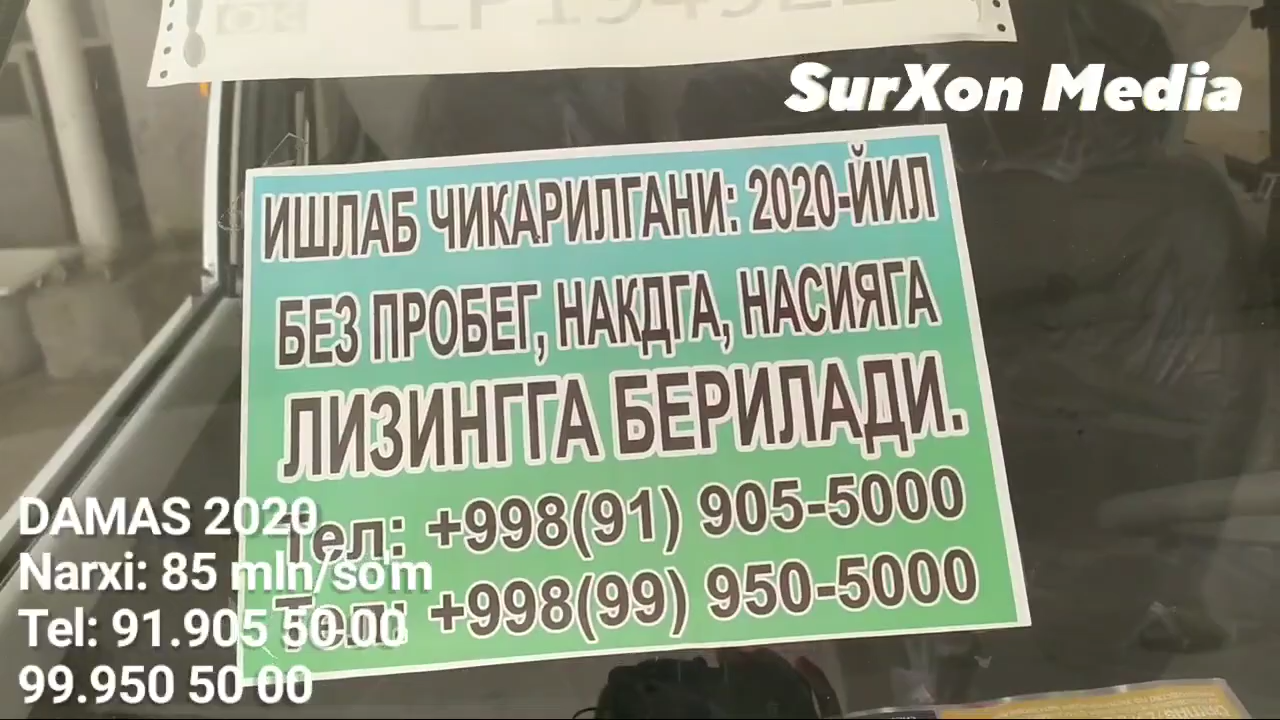 SurXon Media
ИШЛАБ ЧИКАРИЛГАНИ: 2020-ЙИЛ
БЕЗ ПРОБЕГ, НАКДГА, НАСИЯГА
ЛИЗИНГГА БЕРИЛАДИ.
Тел: +998(91) 905-5000
Тел: +998(99) 950-5000
DAMAS 2020
Narxi: 85 mln/so'm
Tel: 91.905 50 00
99.950 50 00